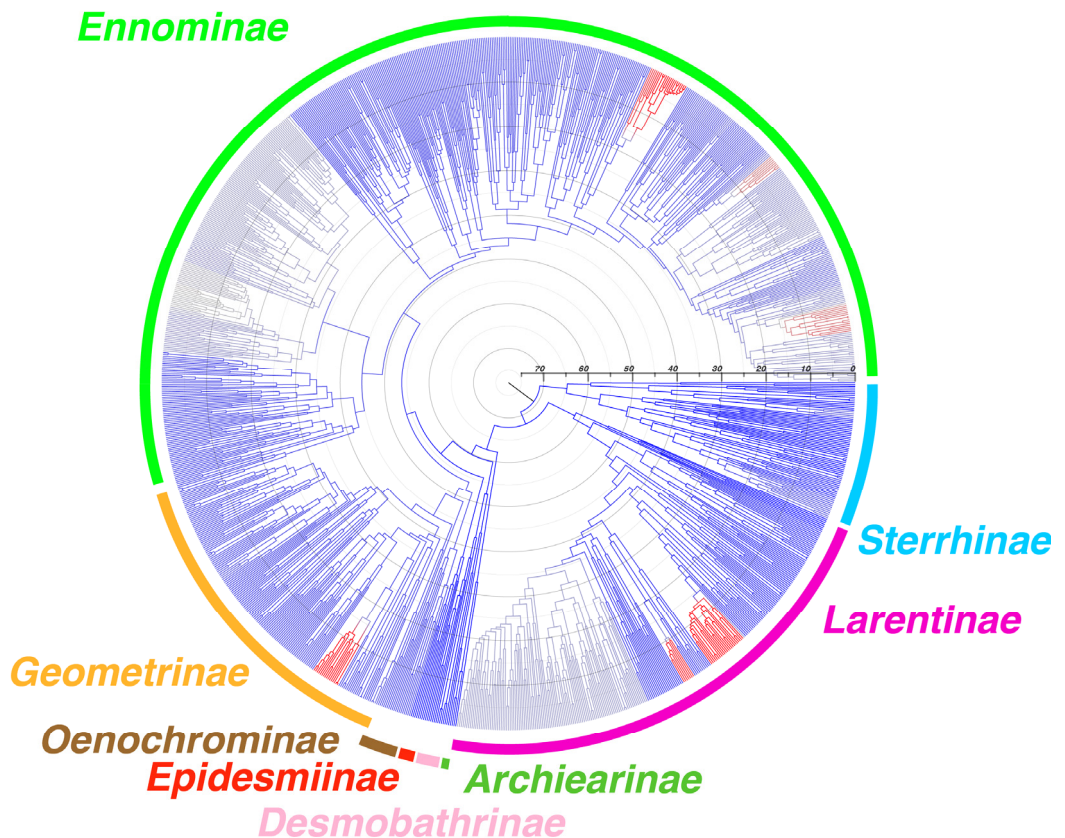 Ennominae
70 60 50 40 30 20 10 0
Sterrhinae
Larentinae
Geometrinae
Oenochrominae
Epidesmiinae
Archiearinae
Desmobathrinae